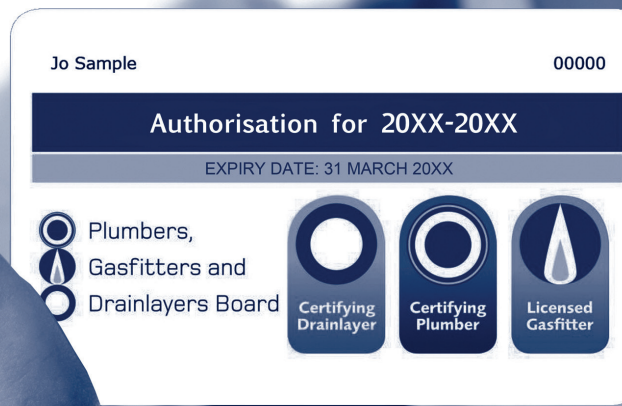 Jo Sample 00000
Authorisation for 20XX-20XX
EXPIRY DATE: 31 MARCH 20XX
Plumbers,
Gasfitters and
Drainlayers Board
Certifying
Drainlayer
Certifying
Plumber
Licensed
Gasfitter